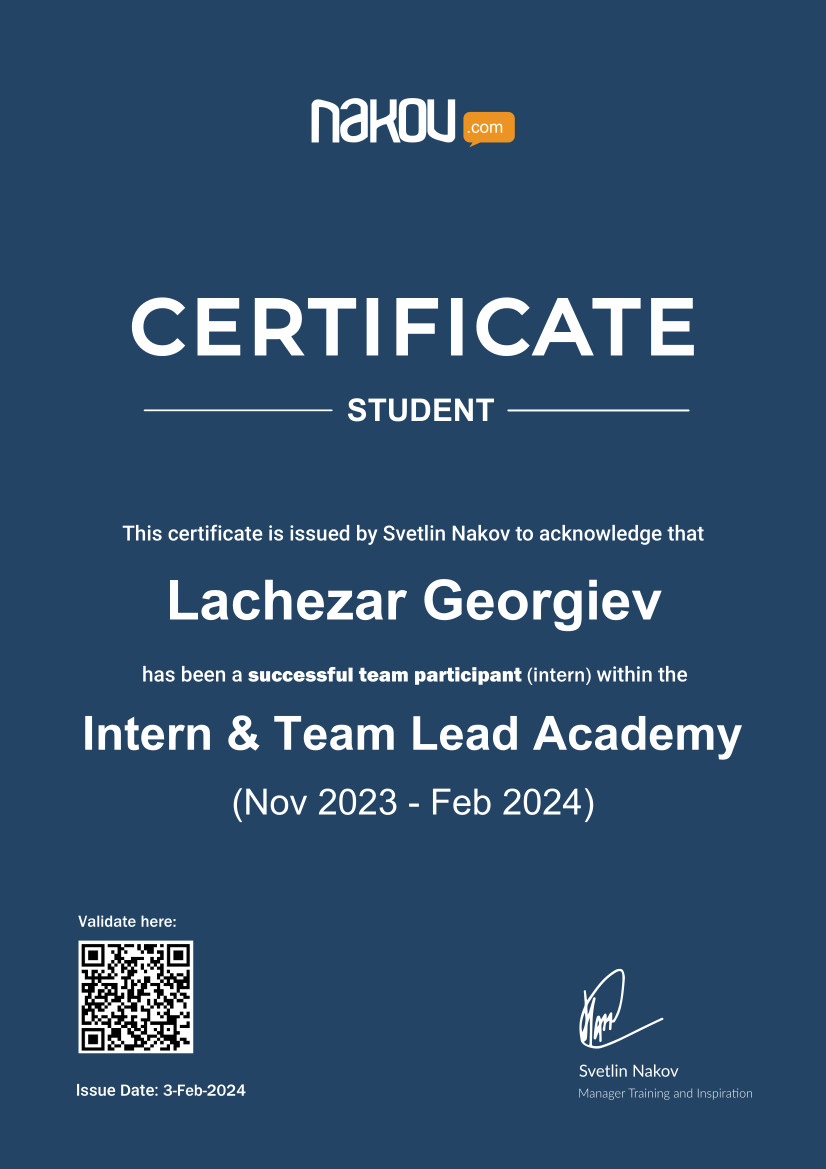 nakov .com
CERTIFICATE
STUDENT
This certificate is issued by Svetlin Nakov to acknowledge that
Lachezar Georgiev
has been a successful team participant (intern) within the
Intern & Team Lead Academy
(Nov 2023 - Feb 2024)
Validate here:
Issue Date: 3-Feb-2024
Svetlin Nakov
Manager Training and Inspiration